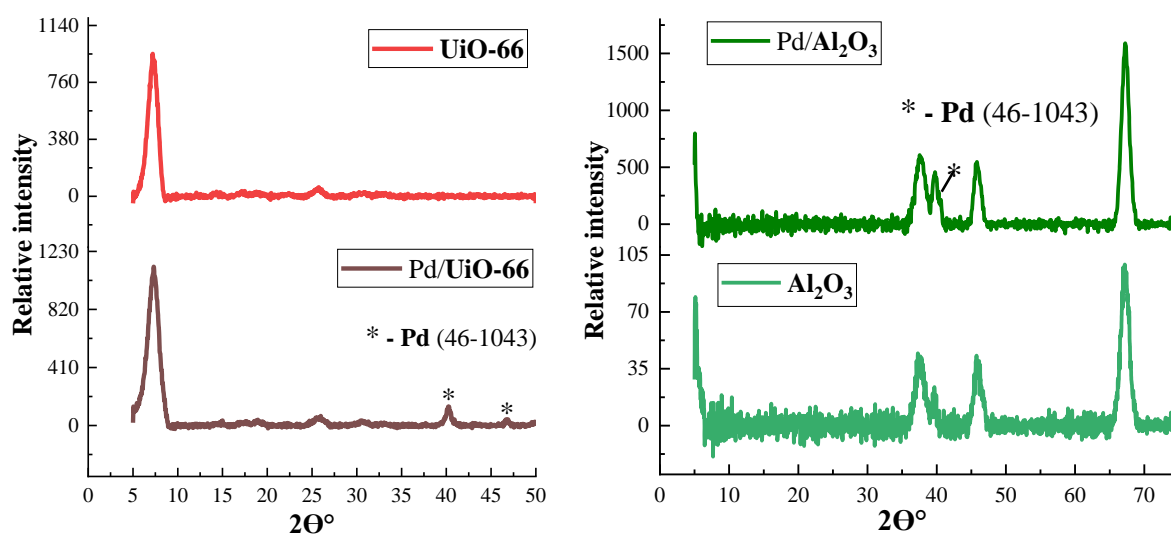 Relative intensity
1140
760
380
0
UiO-66
1230
820
410
0
Pd/UiO-66
* - Pd (46-1043)
*
*
0 5 10 15 20 25 30 35 40 45 50
2Θ°
Relative intensity
1500
1000
500
0
Pd/Al₂O₃
* - Pd (46-1043)
*
105
70
35
0
Al₂O₃
0 10 20 30 40 50 60 70
2Θ°